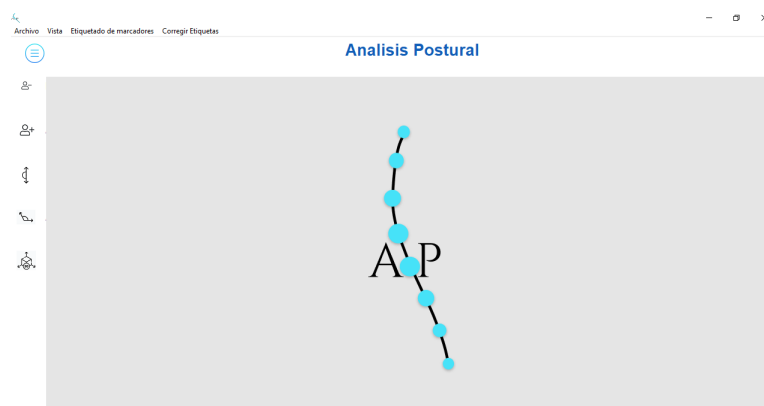 Archivo Vista Etiquetado de marcadores Corregir Etiquetas
Analisis Postural
A P